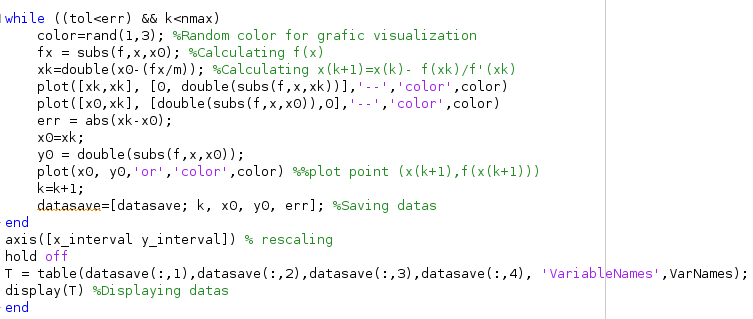 while ((tol<err) && k<nmax)
    color=rand(1,3); %Random color for grafic visualization
    fx = subs(f,x,x0); %Calculating f(x)
    xk=double(x0-(fx/m)); %Calculating x(k+1)=x(k)- f(xk)/f'(xk)
    plot([xk,xk], [0, double(subs(f,x,xk))],'--','color',color)
    plot([x0,xk], [double(subs(f,x,x0)),0],'--','color',color)
    err = abs(xk-x0);
    x0=xk;
    y0 = double(subs(f,x,x0));
    plot(x0, y0,'or','color',color) %%plot point (x(k+1),f(x(k+1)))
    k=k+1;
    datasave=[datasave; k, x0, y0, err]; %Saving datas
end
axis([x_interval y_interval]) % rescaling
hold off
T = table(datasave(:,1),datasave(:,2),datasave(:,3),datasave(:,4), 'VariableNames',VarNames);
display(T) %Displaying datas
end